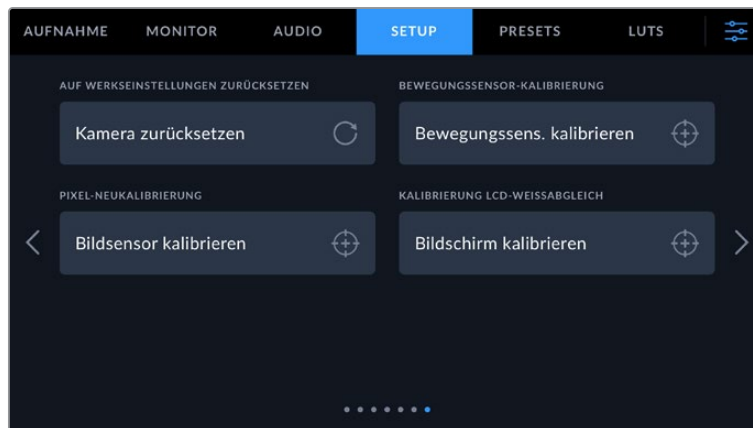 AUFNAHME MONITOR AUDIO SETUP PRESETS LUTS
AUF WERKSEINSTELLUNGEN ZURÜCKSETZEN BEWEGUNGSSENSOR-KALIBRIERUNG
Kamera zurücksetzen Bewegungssens. kalibrieren
PIXEL-NEUKALIBRIERUNG KALIBRIERUNG LCD-WEISSABGLEICH
Bildsensor kalibrieren Bildschirm kalibrieren